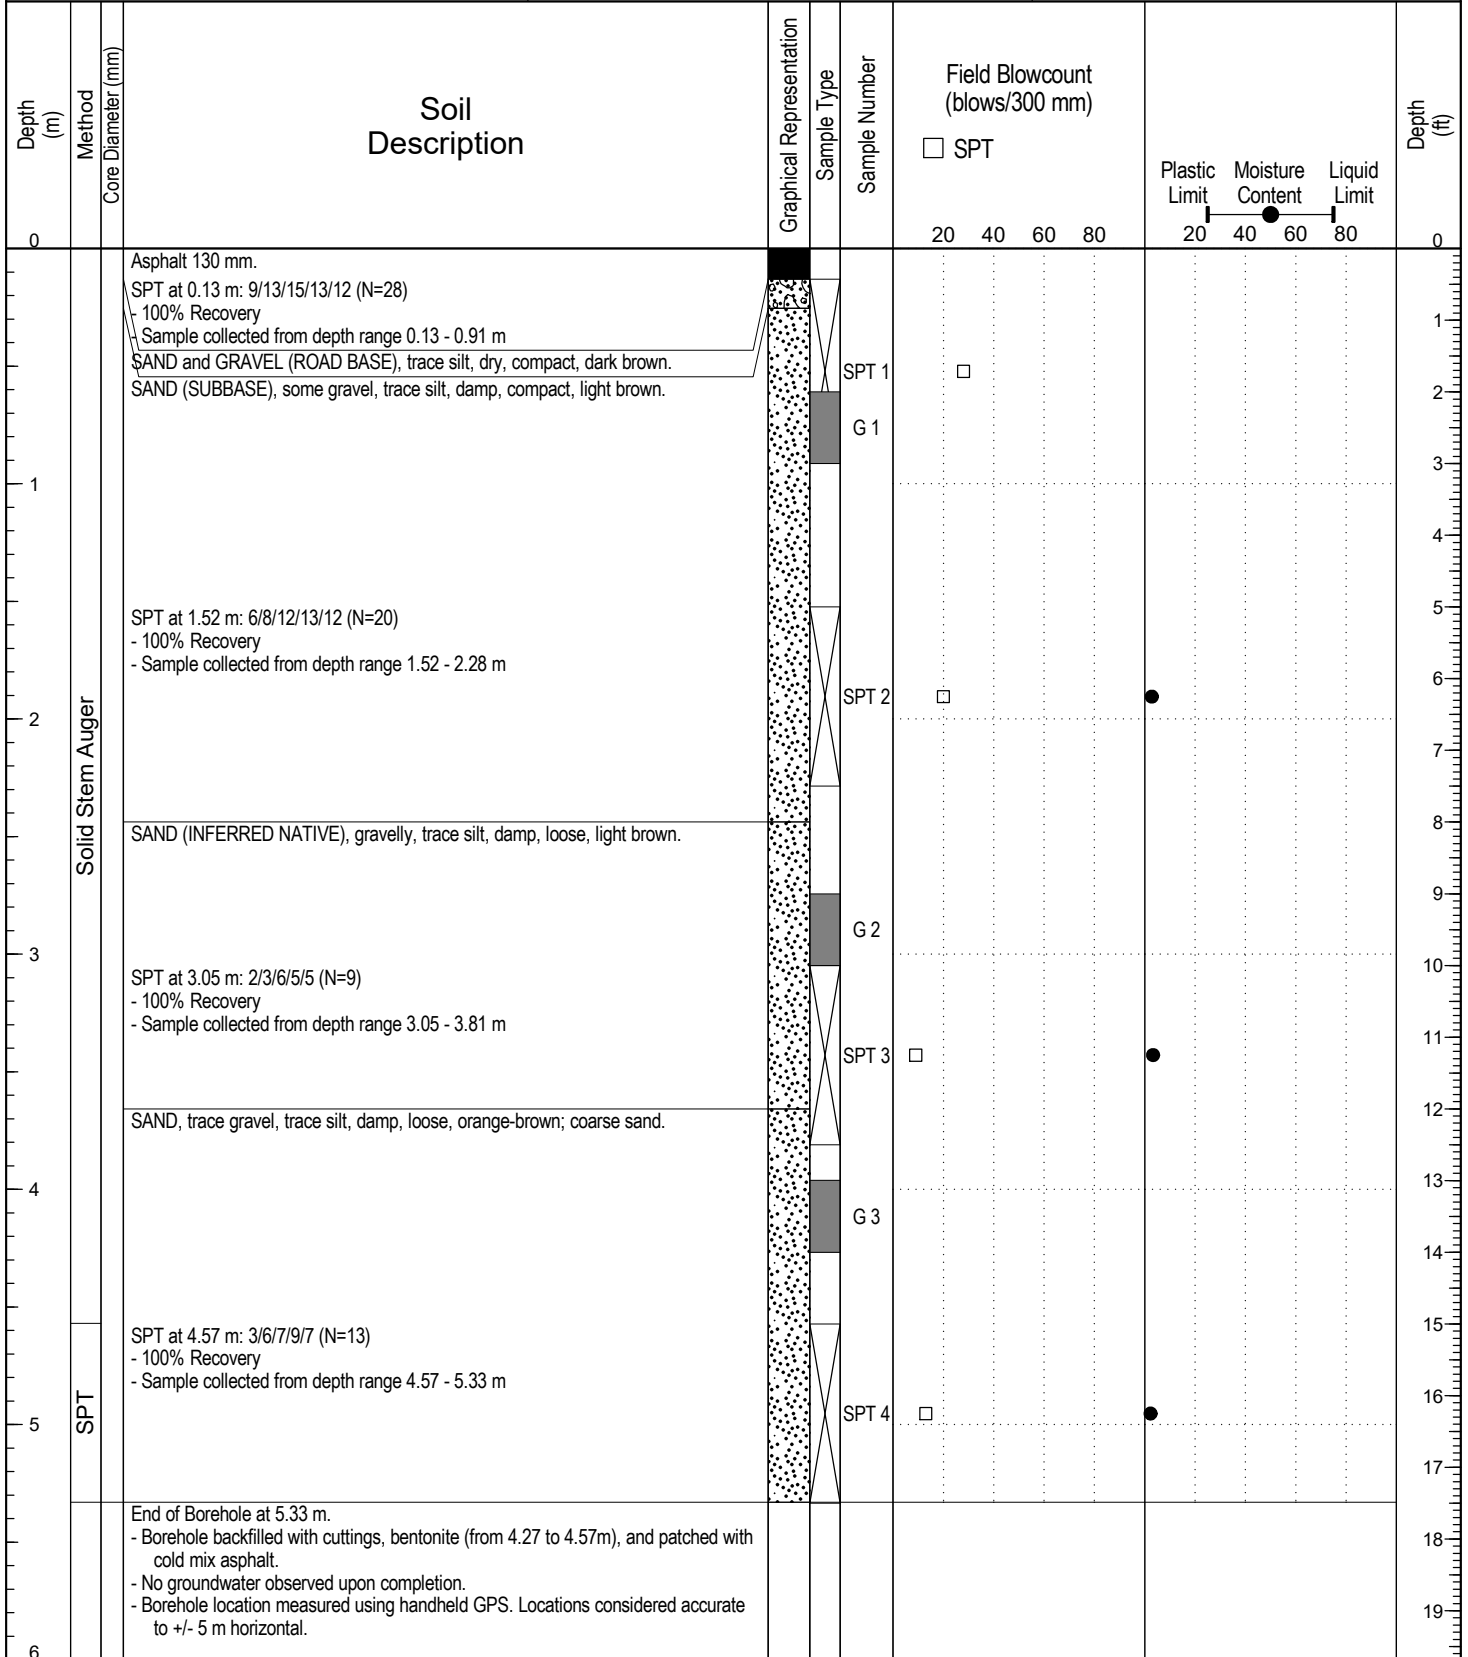 Depth
(m)
Method
Core Diameter (mm)
Soil
Description
Graphical Representation
Sample Type
Sample Number
Field Blowcount
(blows/300 mm)
SPT
20 40 60 80
Plastic Limit
Moisture Content
Liquid Limit
20 40 60 80
Depth
(ft)
0
0
Asphalt 130 mm.
SPT at 0.13 m: 9/13/15/13/12 (N=28)
- 100% Recovery
- Sample collected from depth range 0.13 - 0.91 m
1
SAND and GRAVEL (ROAD BASE), trace silt, dry, compact, dark brown.
SPT 1
SAND (SUBBASE), some gravel, trace silt, damp, compact, light brown.
2
G 1
3
1
4
5
SPT at 1.52 m: 6/8/12/13/12 (N=20)
- 100% Recovery
- Sample collected from depth range 1.52 - 2.28 m
6
SPT 2
2
7
Solid Stem Auger
8
SAND (INFERRED NATIVE), gravelly, trace silt, damp, loose, light brown.
9
G 2
3
10
SPT at 3.05 m: 2/3/6/5/5 (N=9)
- 100% Recovery
- Sample collected from depth range 3.05 - 3.81 m
11
SPT 3
12
SAND, trace gravel, trace silt, damp, loose, orange-brown; coarse sand.
13
4
G 3
14
15
SPT at 4.57 m: 3/6/7/9/7 (N=13)
- 100% Recovery
- Sample collected from depth range 4.57 - 5.33 m
16
SPT
SPT 4
5
17
End of Borehole at 5.33 m.
- Borehole backfilled with cuttings, bentonite (from 4.27 to 4.57m), and patched with
cold mix asphalt.
18
- No groundwater observed upon completion.
- Borehole location measured using handheld GPS. Locations considered accurate
to +/- 5 m horizontal.
19
6